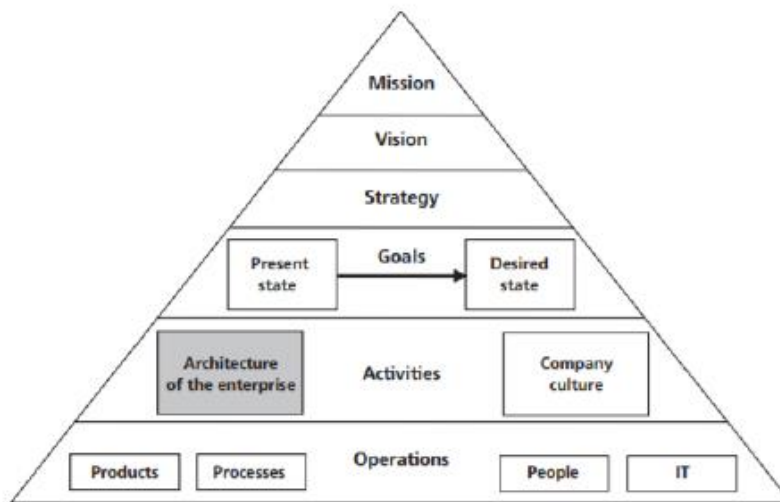 Mission
Vision
Strategy
Goals
Present
state
Desired
state
Architecture
of the enterprise
Activities
Company
culture
Operations
Products
Processes
People
IT